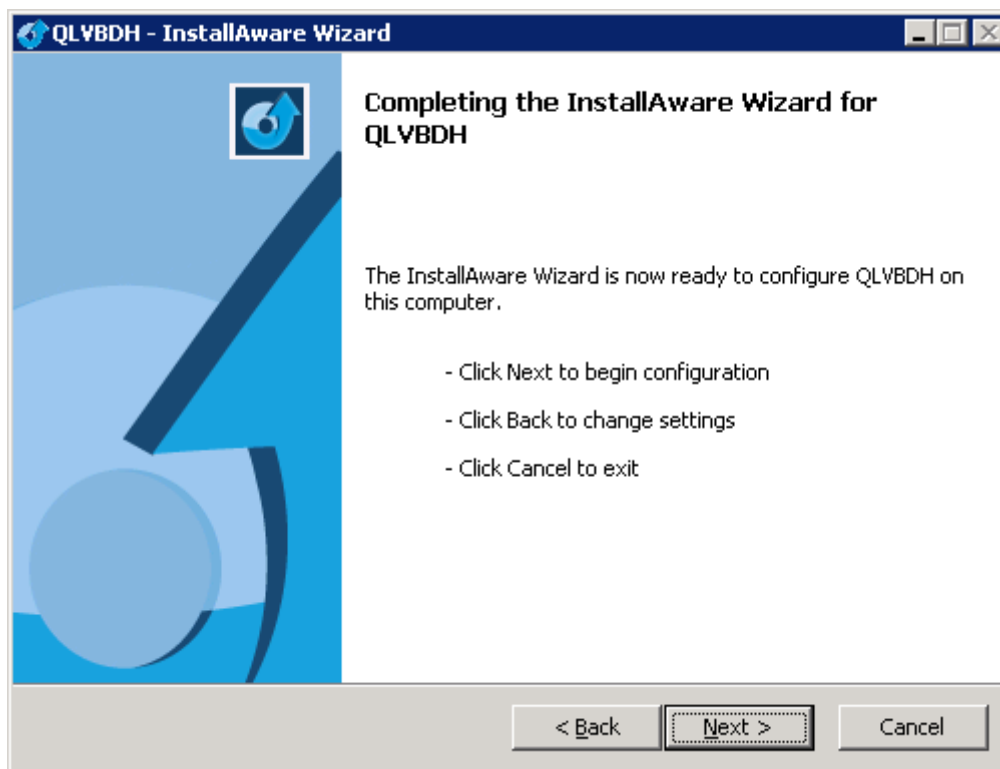 QLVBDH - InstallAware Wizard
Completing the InstallAware Wizard for
QLVBDH
The InstallAware Wizard is now ready to configure QLVBDH on
this computer.
- Click Next to begin configuration
- Click Back to change settings
- Click Cancel to exit
< Back
Next >
Cancel